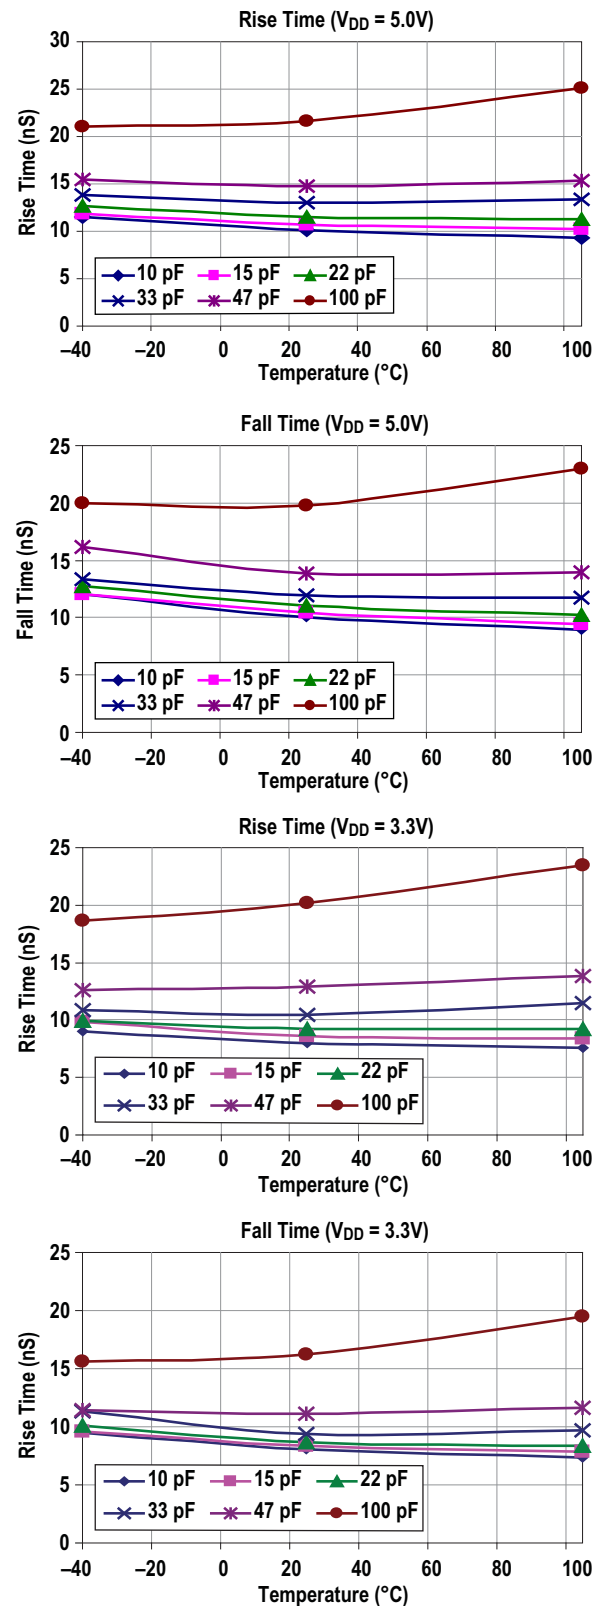 Rise Time (VDD = 5.0V)
30
25
20
15
10
5
0
Rise Time (nS)
10 pF 15 pF 22 pF
33 pF 47 pF 100 pF
–40 –20 0 20 40 60 80 100
Temperature (°C)
Fall Time (VDD = 5.0V)
25
20
15
10
5
0
Fall Time (nS)
10 pF 15 pF 22 pF
33 pF 47 pF 100 pF
–40 –20 0 20 40 60 80 100
Temperature (°C)
Rise Time (VDD = 3.3V)
25
20
15
10
5
0
Rise Time (nS)
10 pF 15 pF 22 pF
33 pF 47 pF 100 pF
–40 –20 0 20 40 60 80 100
Temperature (°C)
Fall Time (VDD = 3.3V)
25
20
15
10
5
0
Rise Time (nS)
10 pF 15 pF 22 pF
33 pF 47 pF 100 pF
–40 –20 0 20 40 60 80 100
Temperature (°C)